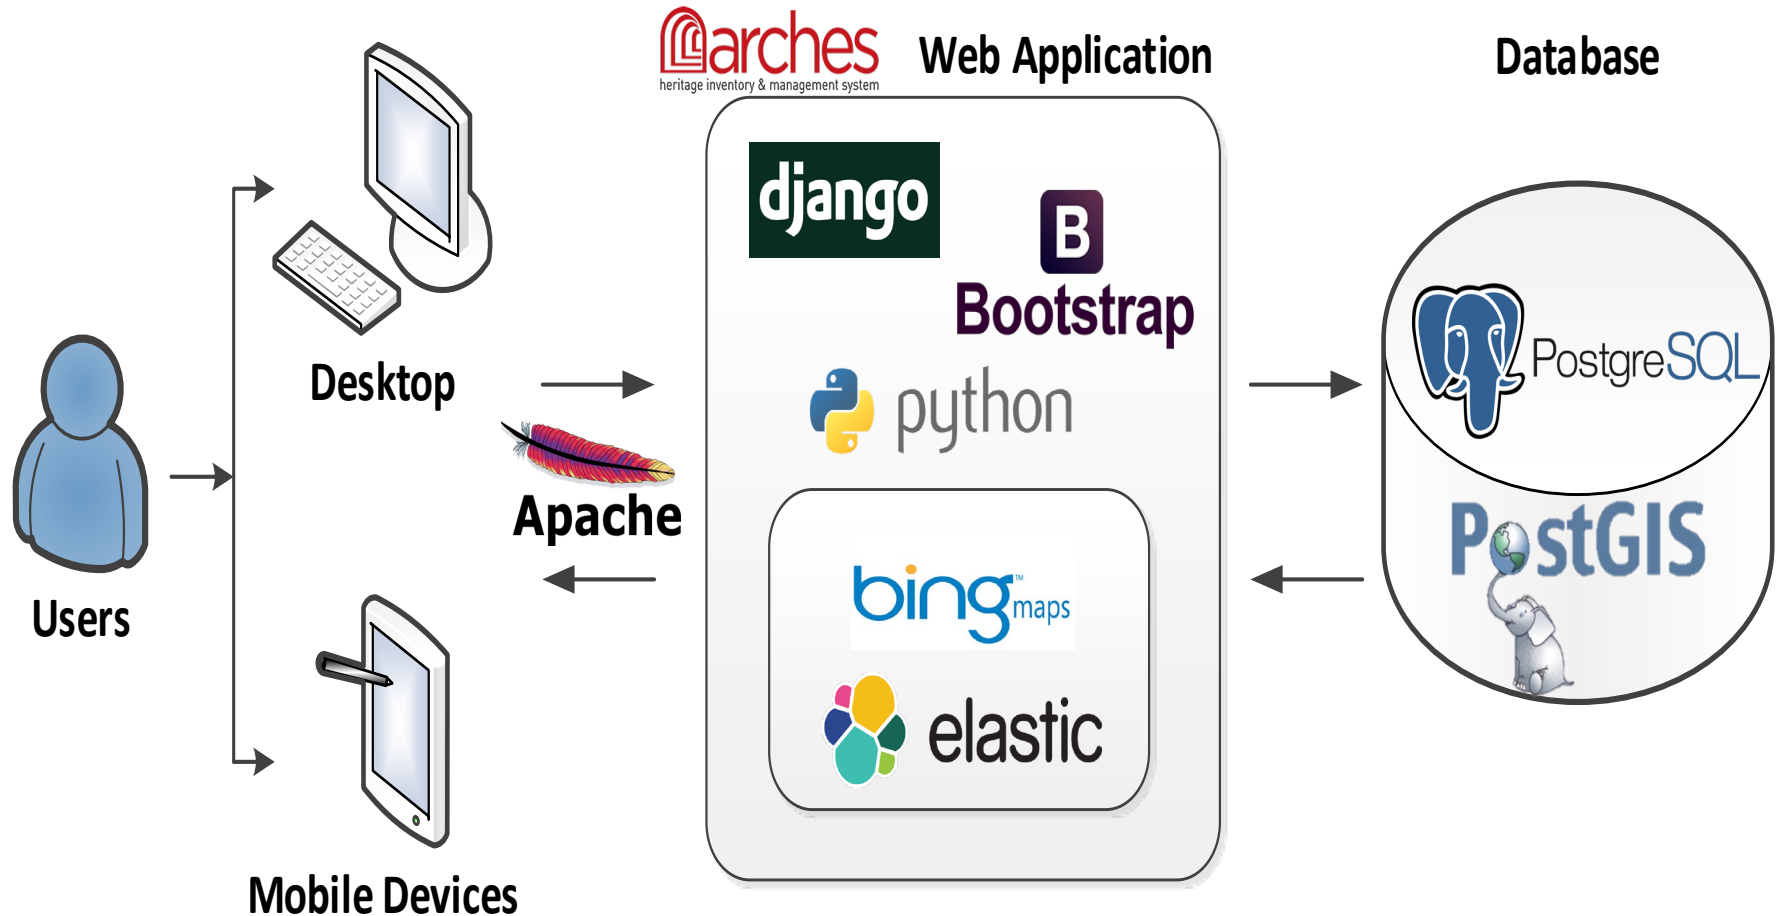 arches
heritage inventory & management system
Web Application
Database
django
B
Bootstrap
PostgreSQL
Desktop
python
Apache
PostGIS
bing™
maps
Users
elastic
Mobile Devices